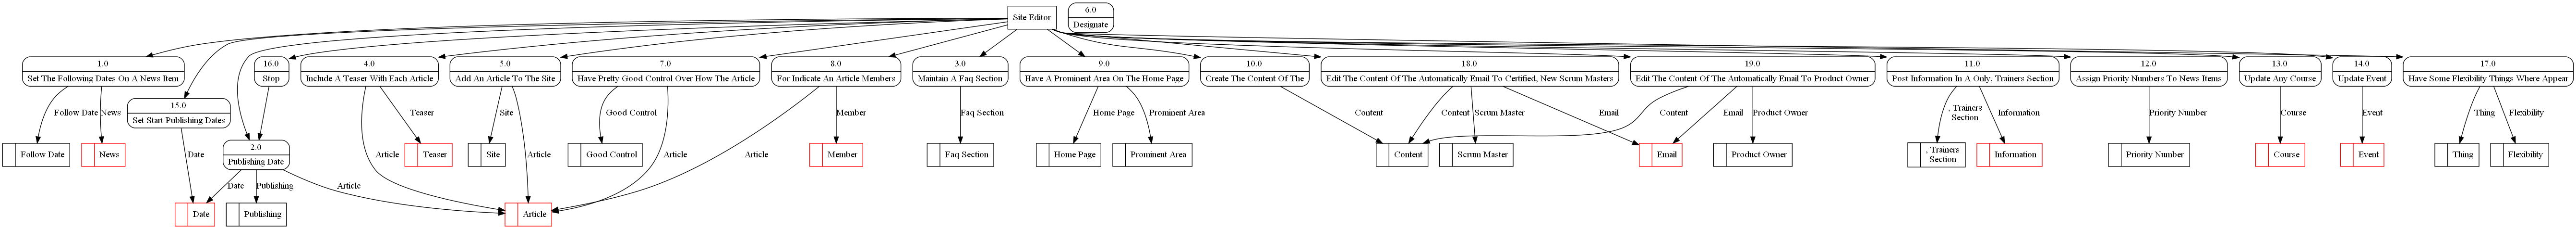 Site Editor
6.0
Designate
1.0
Set The Following Dates On A News Item
16.0
Stop
4.0
Include A Teaser With Each Article
5.0
Add An Article To The Site
7.0
Have Pretty Good Control Over How The Article
8.0
For Indicate An Article Members
3.0
Maintain A Faq Section
9.0
Have A Prominent Area On The Home Page
10.0
Create The Content Of The
18.0
Edit The Content Of The Automatically Email To Certified, New Scrum Masters
19.0
Edit The Content Of The Automatically Email To Product Owner
11.0
Post Information In A Only, Trainers Section
12.0
Assign Priority Numbers To News Items
13.0
Update Any Course
14.0
Update Event
17.0
Have Some Flexibility Things Where Appear
15.0
Set Start Publishing Dates
Follow Date
News
Teaser
Site
Good Control
Member
Faq Section
Home Page
Prominent Area
Content
Content
Scrum Master
Email
Content
Email
Product Owner
, Trainers
Section
Information
Priority Number
Course
Event
Thing
Flexibility
2.0
Publishing Date
Date
Article
Article
Article
Article
Follow Date
News
Teaser
Site
Good Control
Member
Faq Section
Home Page
Prominent Area
Content
Scrum Master
Email
Product Owner
, Trainers
Section
Information
Priority Number
Course
Event
Thing
Flexibility
Date
Publishing
Article
Date
Publishing
Article